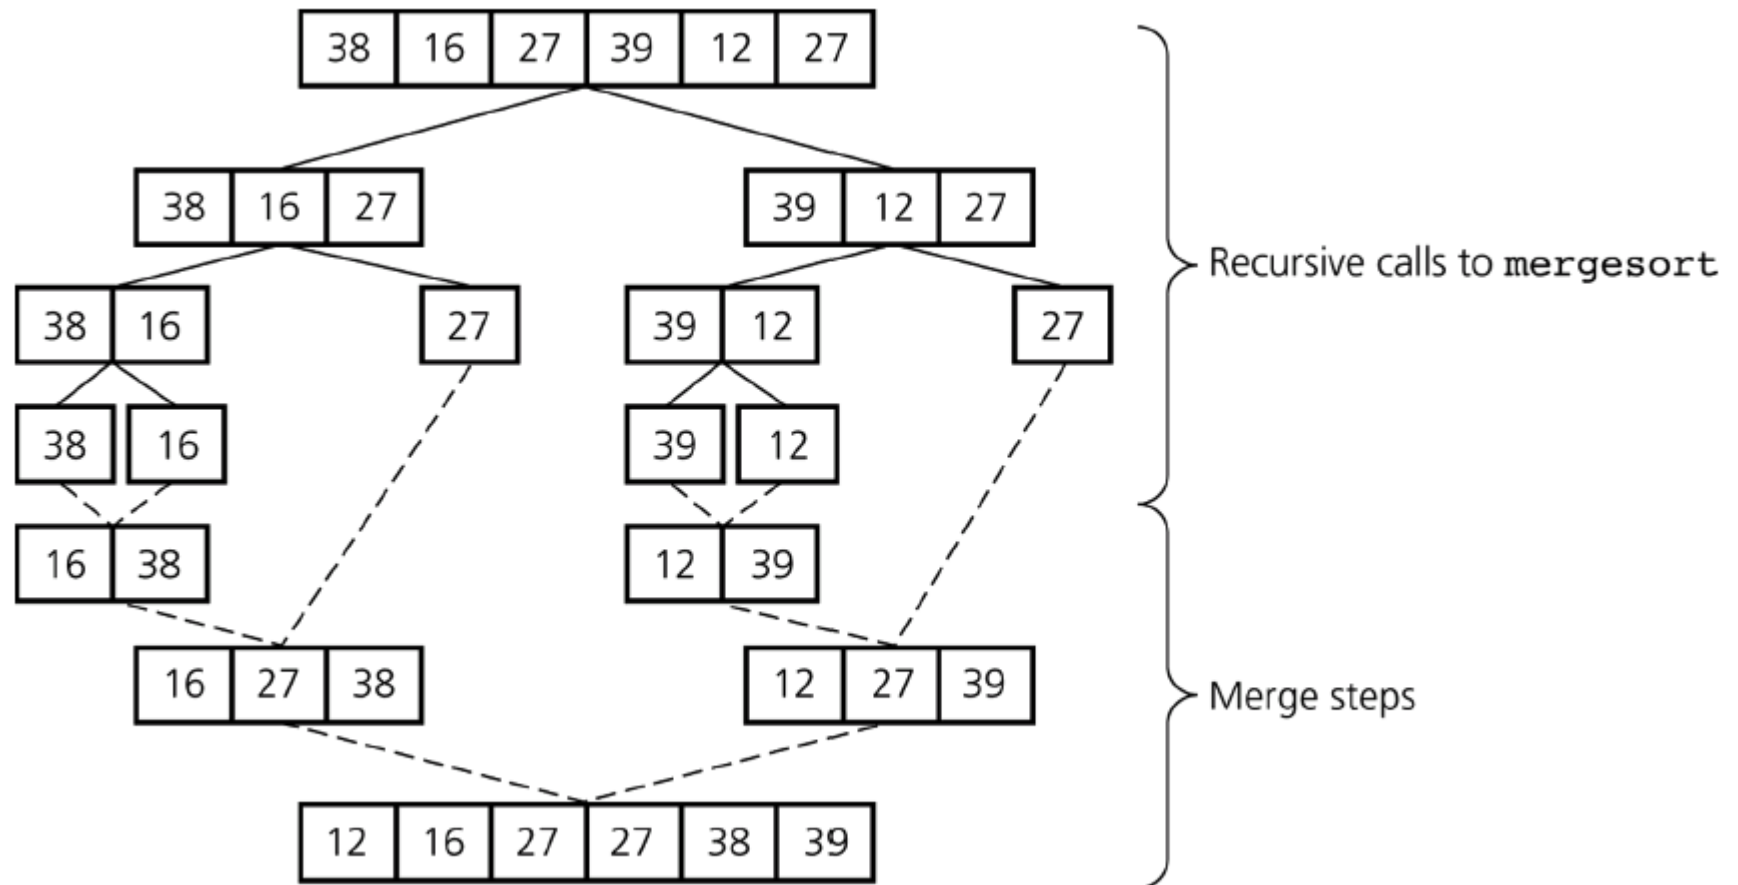 38 16 27 39 12 27
38 16 27 39 12 27
Recursive calls to mergesort
38 16 27 39 12 27
38 16 39 12
16 38 12 39
16 27 38 12 27 39
Merge steps
12 16 27 27 38 39